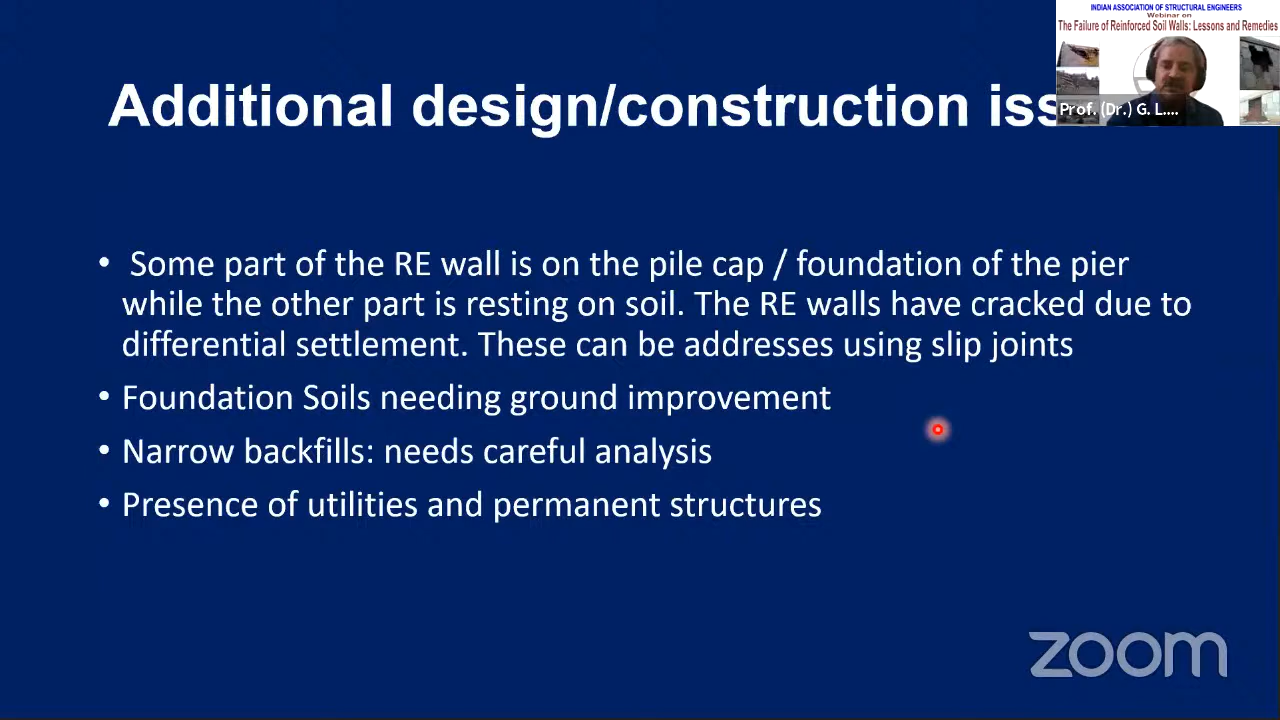 INDIAN ASSOCIATION OF STRUCTURAL ENGINEERS
Webinar on
The Failure of Reinforced Soil Walls: Lessons and Remedies
Prof. (Dr.) G. L....
Additional design/construction iss
• Some part of the RE wall is on the pile cap / foundation of the pier
while the other part is resting on soil. The RE walls have cracked due to
differential settlement. These can be addresses using slip joints
• Foundation Soils needing ground improvement
• Narrow backfills: needs careful analysis
• Presence of utilities and permanent structures
zoom